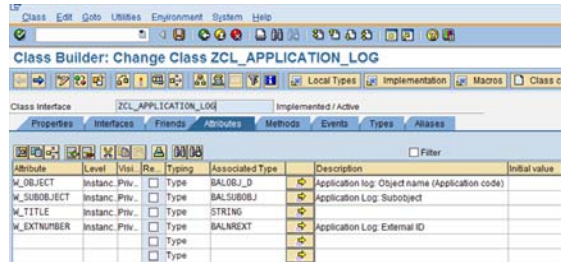 Class Edit Goto Utilities Environment System Help
Class Builder: Change Class ZCL_APPLICATION_LOG
Local Types Implementation Macros Class c
Class Interface ZCL_APPLICATION_LOG Implemented / Active
Properties Interfaces Friends Attributes Methods Events Types Aliases
Filter
Attribute Level Visi... Re... Typing Associated Type Description Initial value
W_OBJECT Instanc.. Priv.. Type BALOBJ_D Application log: Object name (Application code)
W_SUBOBJECT Instanc.. Priv.. Type BALSUBOBJ Application Log: Subobject
W_TITLE Instanc.. Priv.. Type STRING
W_EXTNUMBER Instanc.. Priv.. Type BALNREXT Application Log: External ID
Type
Type